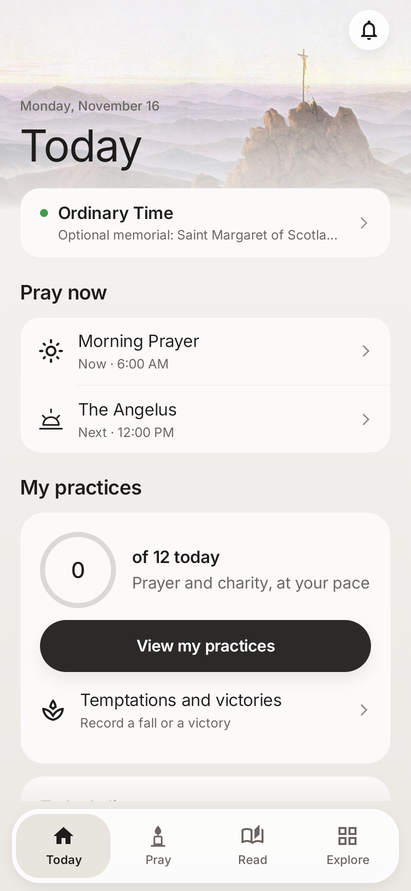 Monday, November 16
Today
Ordinary Time
Optional memorial: Saint Margaret of Scotla...
Pray now
Morning Prayer
Now · 6:00 AM
The Angelus
Next · 12:00 PM
My practices
0
of 12 today
Prayer and charity, at your pace
View my practices
Temptations and victories
Record a fall or a victory
Today
Pray
Read
Explore